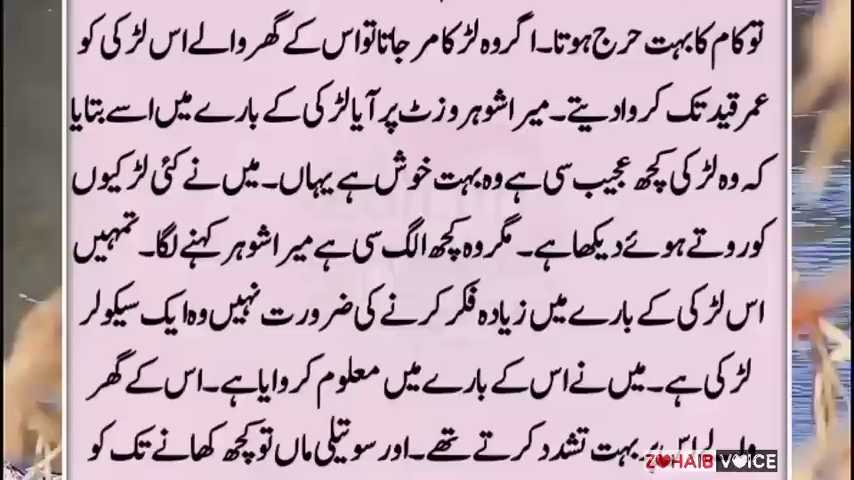 تو کام کا بہت حرج ہوتا۔ اگر وہ لڑکا مر جاتا تو اس کے گھر والے اس لڑکی کو
عمر قید تک کروا دیتے۔ میرا شوہر وزٹ پر آیا لڑکی کے بارے میں اسے بتایا
کہ وہ لڑکی کچھ عجیب سی ہے وہ بہت خوش ہے یہاں۔ میں نے کئی لڑکیوں
کو روتے ہوئے دیکھا ہے۔ مگر وہ کچھ الگ سی ہے میرا شوہر کہنے لگا۔ تمہیں
اس لڑکی کے بارے میں زیادہ فکر کرنے کی ضرورت نہیں وہ ایک سیکولر
لڑکی ہے۔ میں نے اس کے بارے میں معلوم کروایا ہے۔ اس کے گھر
والے اس پر بہت تشدد کرتے تھے۔ اور سوتیلی ماں تو کچھ کھانے تک کو
ZOHAIB VOICE